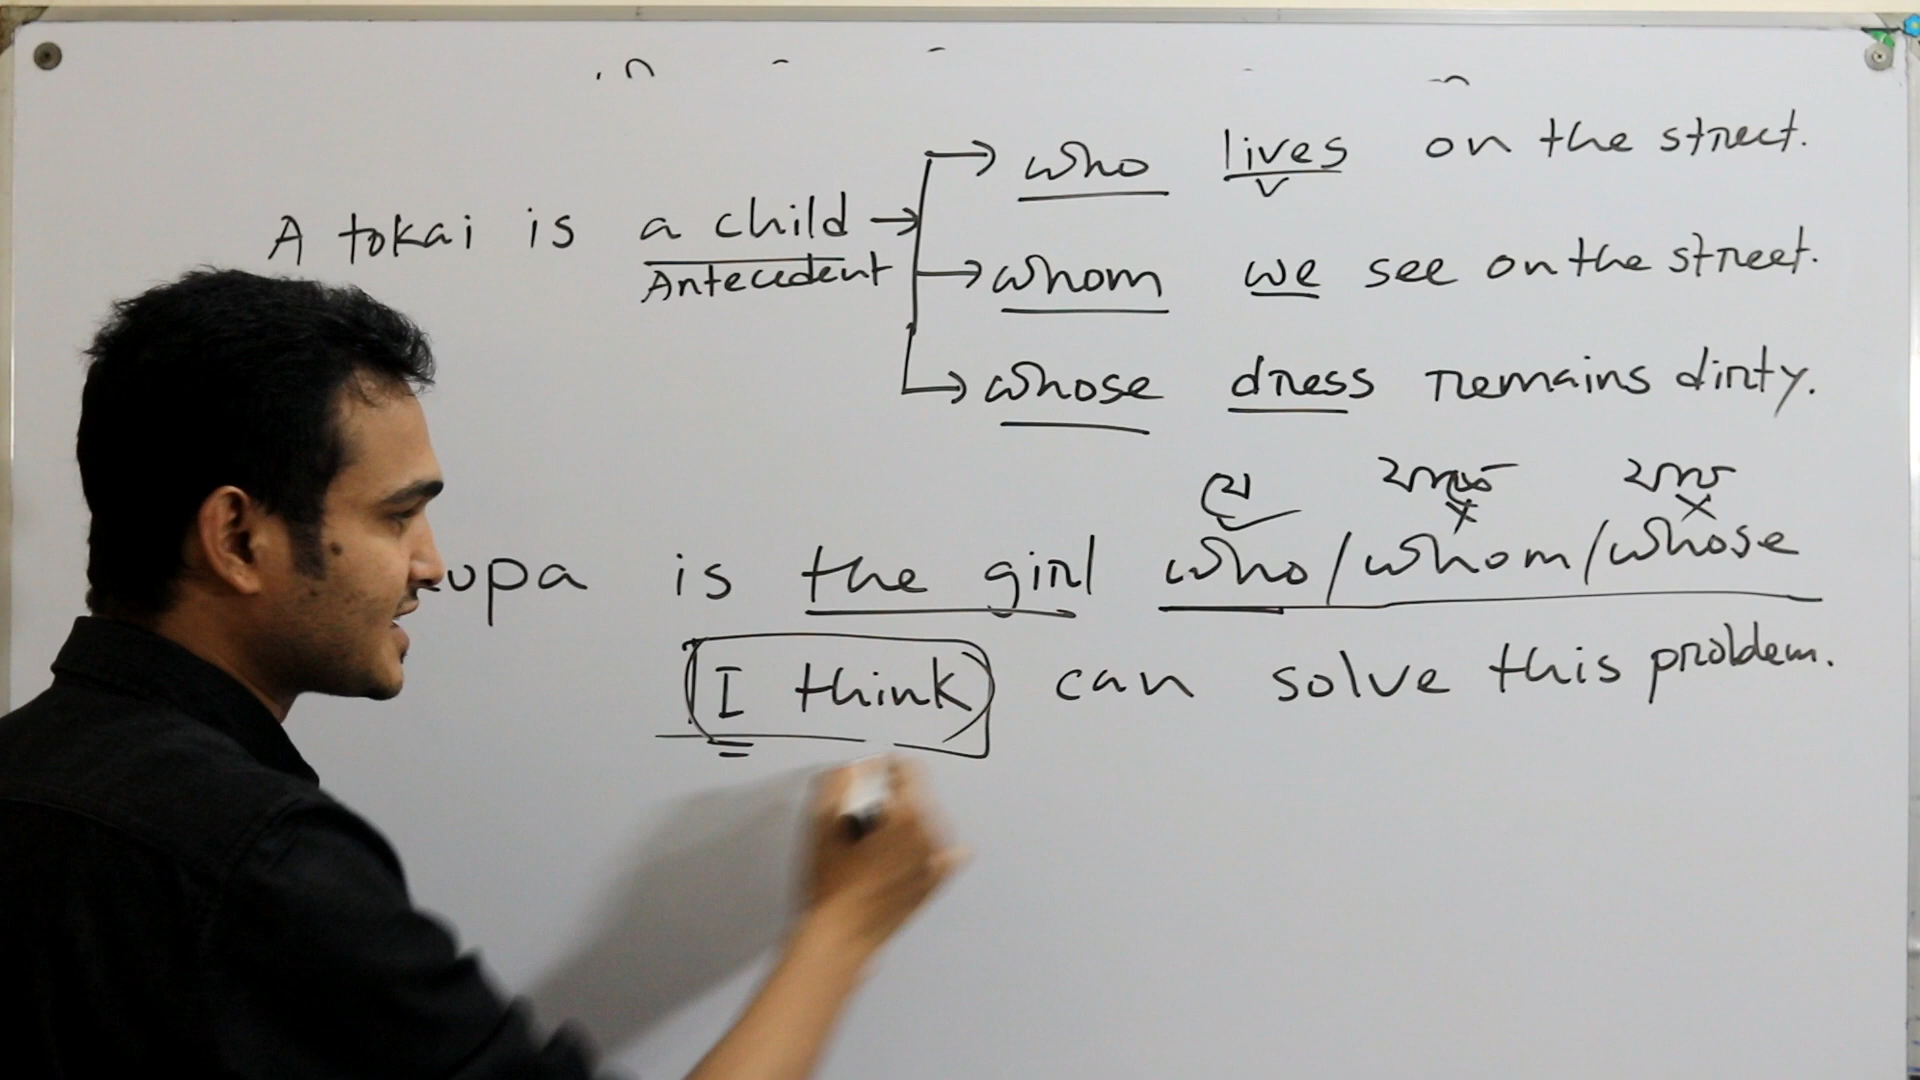 who lives on the street.
v
A tokai is a child
Antecedent
whom we see on the street.
whose dress remains dirty.
যে যাকে যার
upa is the girl who/whom/whose
I think can solve this problem.